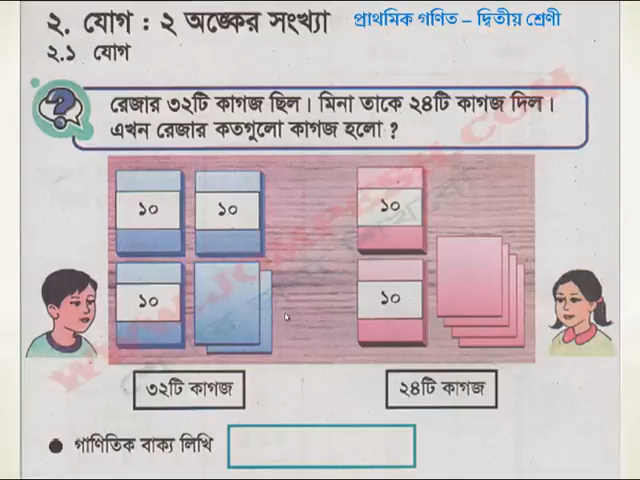 ২. যোগ : ২ অঙ্কের সংখ্যা
প্রাথমিক গণিত – দ্বিতীয় শ্রেণী
২.১ যোগ
?
রেজার ৩২টি কাগজ ছিল। মিনা তাকে ২৪টি কাগজ দিল।
এখন রেজার কতগুলো কাগজ হলো ?
১০ ১০ ১০
১০ ১০
৩২টি কাগজ ২৪টি কাগজ
● গাণিতিক বাক্য লিখি